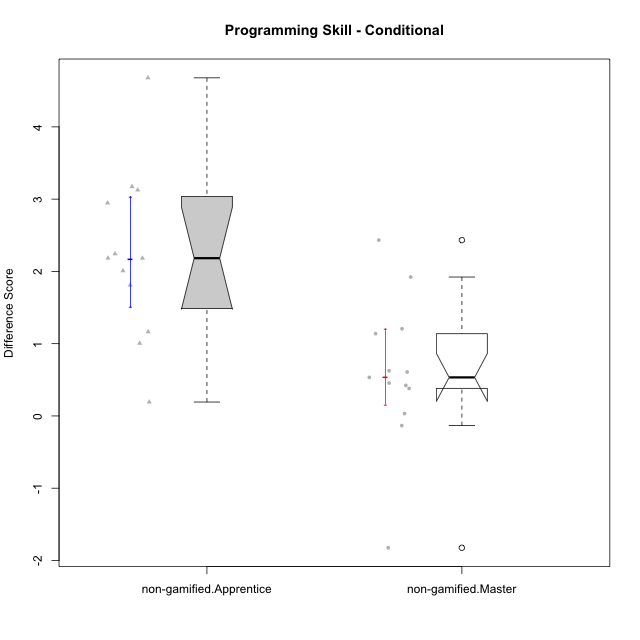 Programming Skill - Conditional
Difference Score
4
3
2
1
0
-1
-2
non-gamified.Apprentice
non-gamified.Master